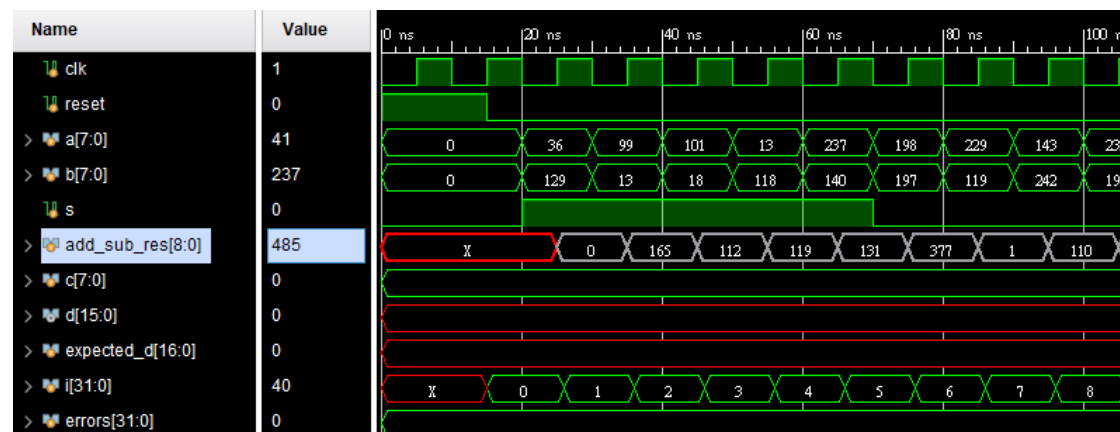 Name Value 0 ns 20 ns 40 ns 60 ns 80 ns 100 n
clk 1
reset 0
a[7:0] 41 0 36 99 101 13 237 198 229 143 23
b[7:0] 237 0 129 13 18 118 140 197 119 242 19
s 0
add_sub_res[8:0] 485 X 0 165 112 119 131 377 1 110
c[7:0] 0
d[15:0] 0
expected_d[16:0] 0
i[31:0] 40 X 0 1 2 3 4 5 6 7 8
errors[31:0] 0